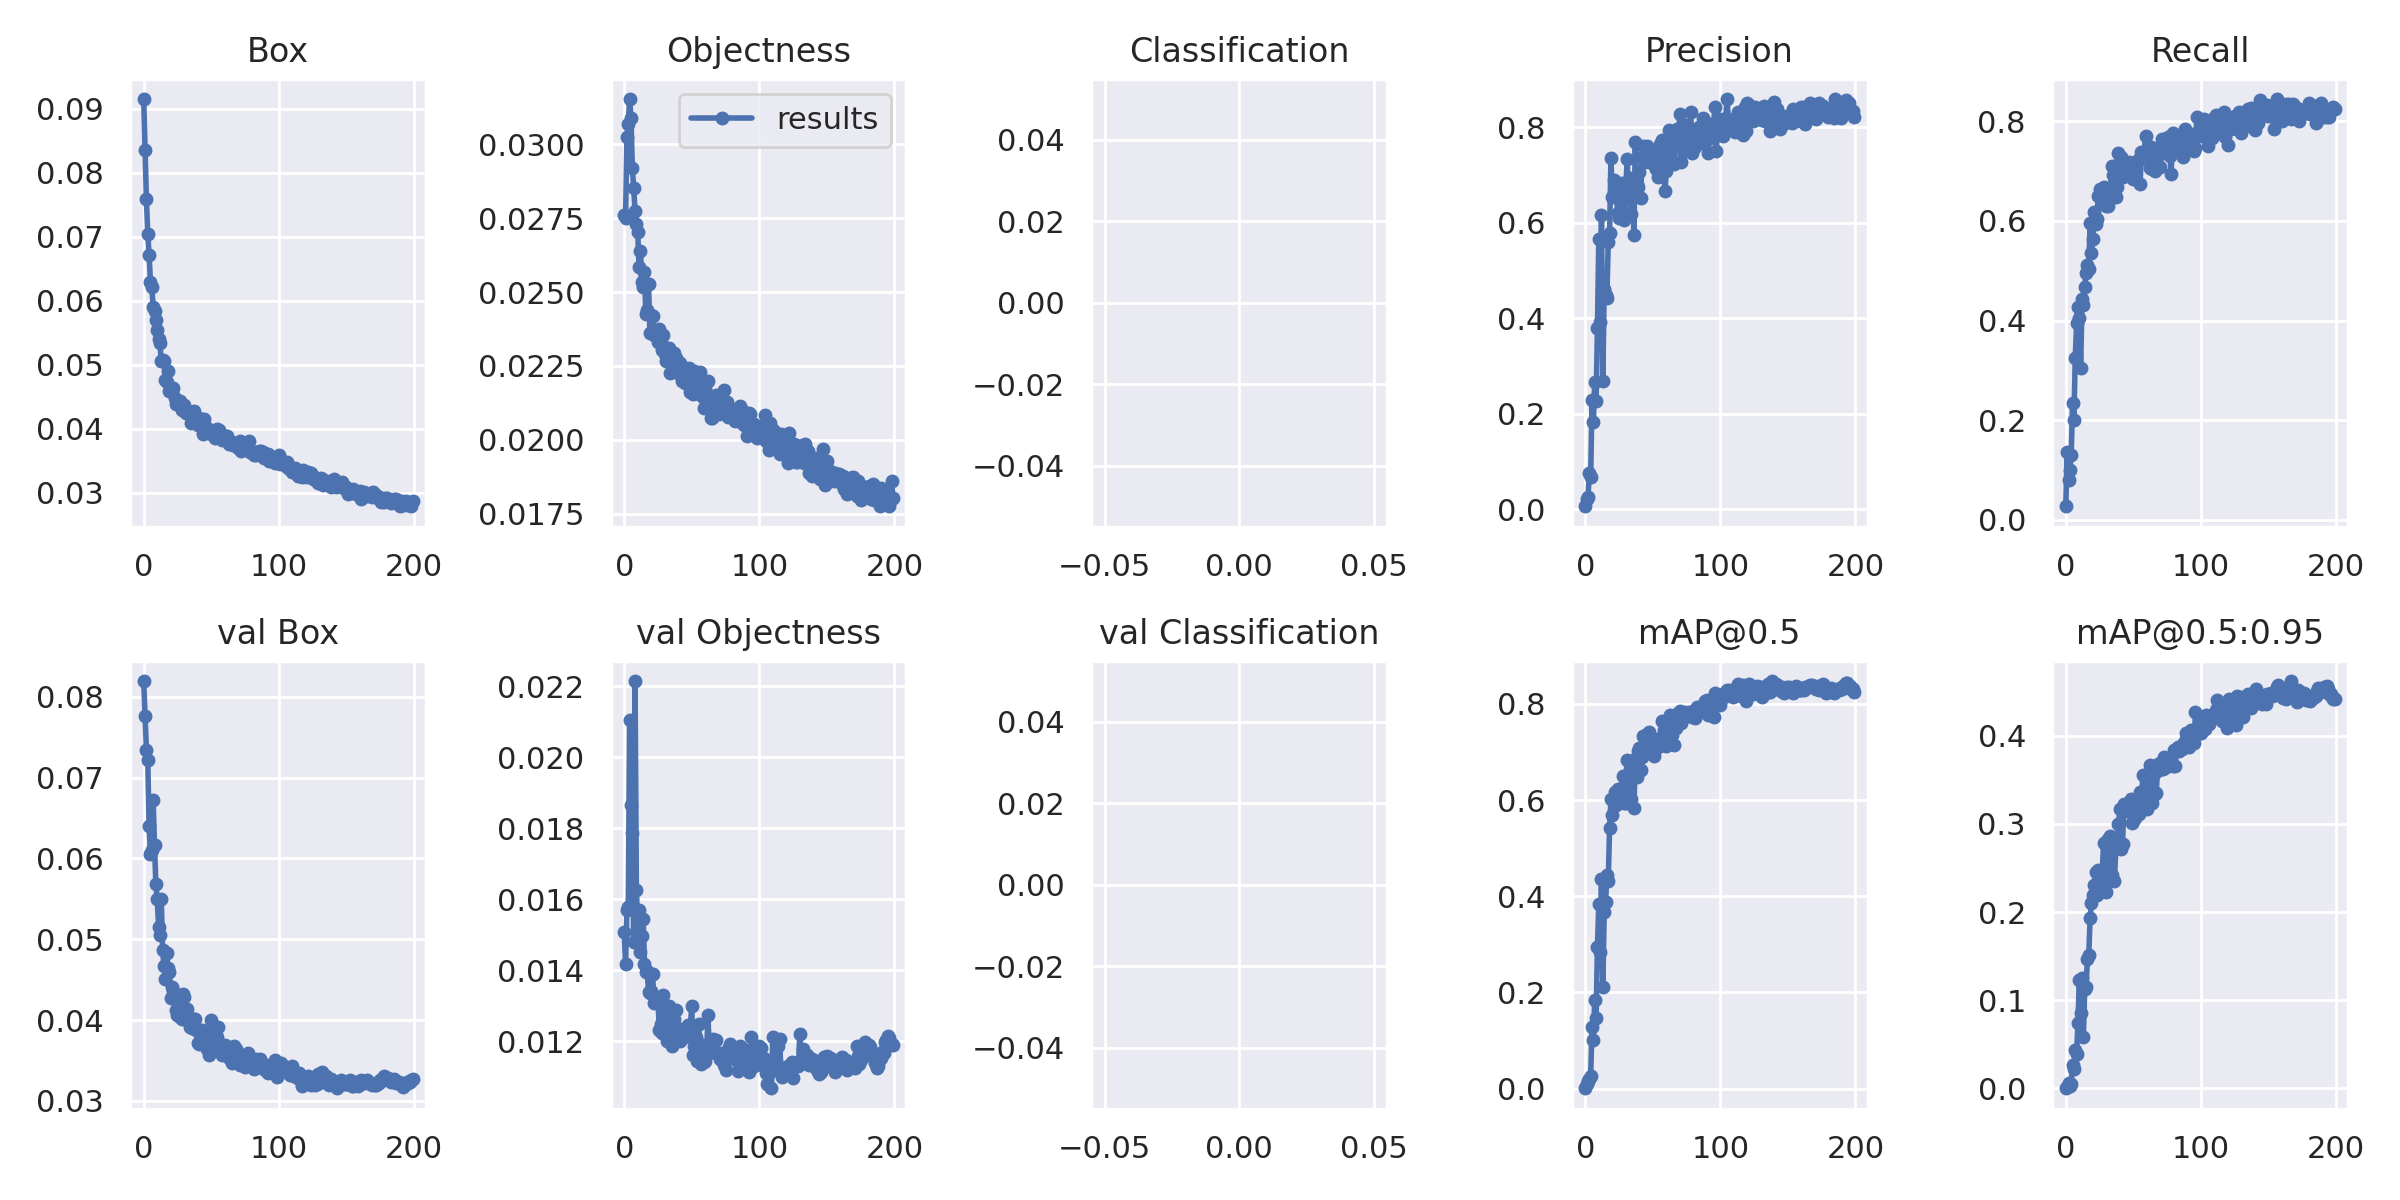 Box
Objectness
Classification
Precision
Recall
0.09
0.08
0.07
0.06
0.05
0.04
0.03
0 100 200
results
0.0300
0.0275
0.0250
0.0225
0.0200
0.0175
0 100 200
0.04
0.02
0.00
−0.02
−0.04
−0.05 0.00 0.05
0.8
0.6
0.4
0.2
0.0
0 100 200
0.8
0.6
0.4
0.2
0.0
0 100 200
val Box
val Objectness
val Classification
mAP@0.5
mAP@0.5:0.95
0.08
0.07
0.06
0.05
0.04
0.03
0 100 200
0.022
0.020
0.018
0.016
0.014
0.012
0 100 200
0.04
0.02
0.00
−0.02
−0.04
−0.05 0.00 0.05
0.8
0.6
0.4
0.2
0.0
0 100 200
0.4
0.3
0.2
0.1
0.0
0 100 200